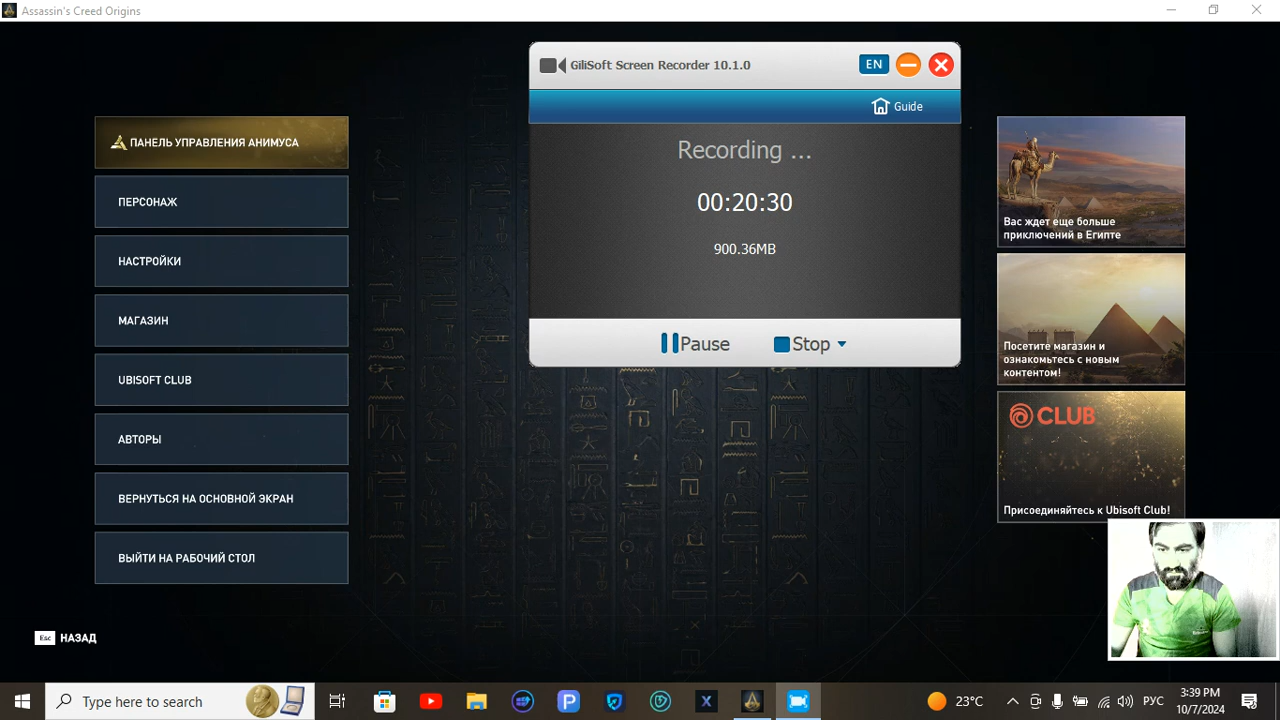 Assassin's Creed Origins
ПАНЕЛЬ УПРАВЛЕНИЯ АНИМУСА
ПЕРСОНАЖ
НАСТРОЙКИ
МАГАЗИН
UBISOFT CLUB
АВТОРЫ
ВЕРНУТЬСЯ НА ОСНОВНОЙ ЭКРАН
ВЫЙТИ НА РАБОЧИЙ СТОЛ
Esc НАЗАД
GiliSoft Screen Recorder 10.1.0
EN
Guide
Recording ...
00:20:30
900.36MB
Pause
Stop
Вас ждет еще больше
приключений в Египте
Посетите магазин и
ознакомьтесь с новым
контентом!
CLUB
Присоединяйтесь к Ubisoft Club!
Type here to search
23°C
РУС
3:39 PM
10/7/2024